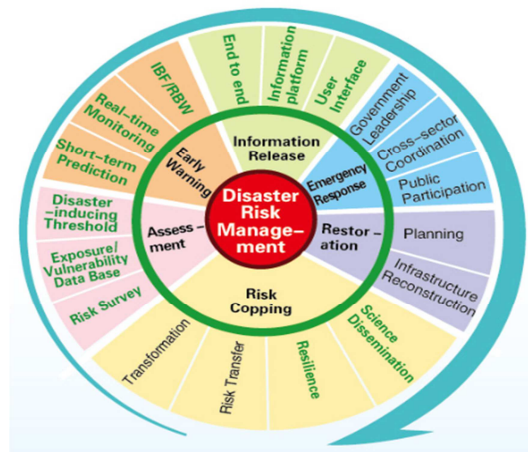 Disaster
Risk
Manage–
ment
Information
Release
End to end
Information
platform
User
Interface
Emergency
Response
Government
Leadership
Cross–sector
Coordination
Public
Participation
Restor –
ation
Planning
Infrastructure
Reconstruction
Risk
Copping
Science
Dissemination
Resilience
Risk Transfer
Transformation
Assess –
ment
Risk Survey
Exposure/
Vulnerability
Data Base
Disaster
–inducing
Threshold
Early
Warning
Short–term
Prediction
Real–time
Monitoring
IBF/RBW